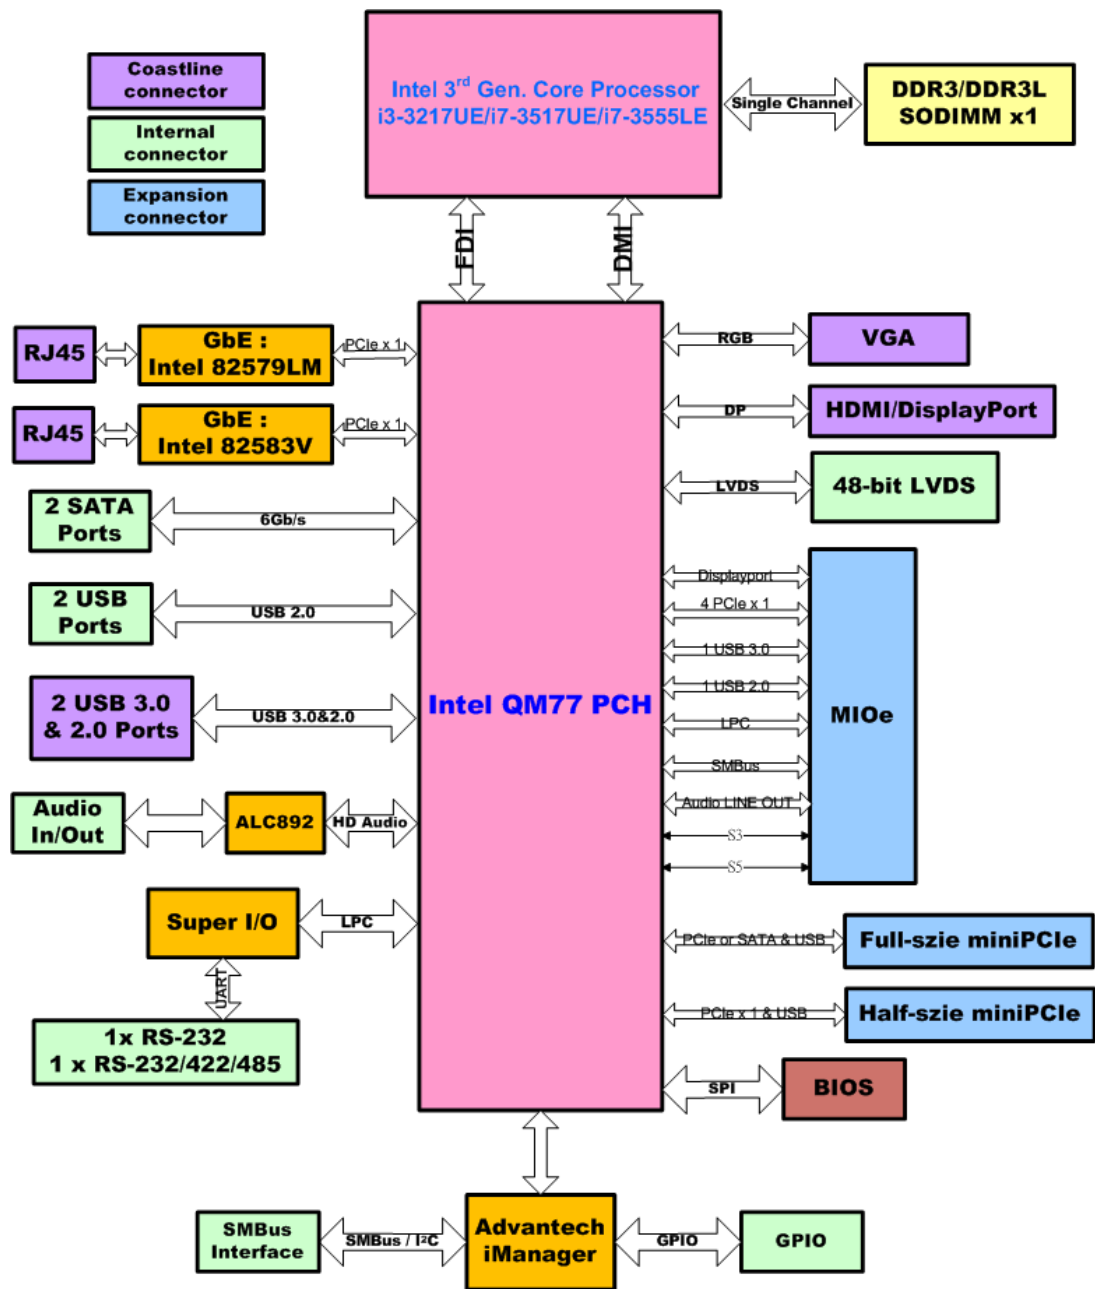 Coastline
connector
Internal
connector
Expansion
connector
Intel 3rd Gen. Core Processor
i3-3217UE/i7-3517UE/i7-3555LE
Single Channel
DDR3/DDR3L
SODIMM x1
FDI
DMI
RJ45
GbE :
Intel 82579LM
PCIe x 1
RJ45
GbE :
Intel 82583V
PCIe x 1
2 SATA
Ports
6Gb/s
2 USB
Ports
USB 2.0
2 USB 3.0
& 2.0 Ports
USB 3.0&2.0
Audio
In/Out
ALC892
HD Audio
Super I/O
LPC
UART
1x RS-232
1 x RS-232/422/485
Intel QM77 PCH
RGB
VGA
DP
HDMI/DisplayPort
LVDS
48-bit LVDS
Displayport
4 PCIe x 1
1 USB 3.0
1 USB 2.0
LPC
SMBus
Audio LINE OUT
S3
S5
MIOe
PCIe or SATA & USB
Full-szie miniPCIe
PCIe x 1 & USB
Half-szie miniPCIe
SPI
BIOS
SMBus
Interface
SMBus / I²C
Advantech
iManager
GPIO
GPIO